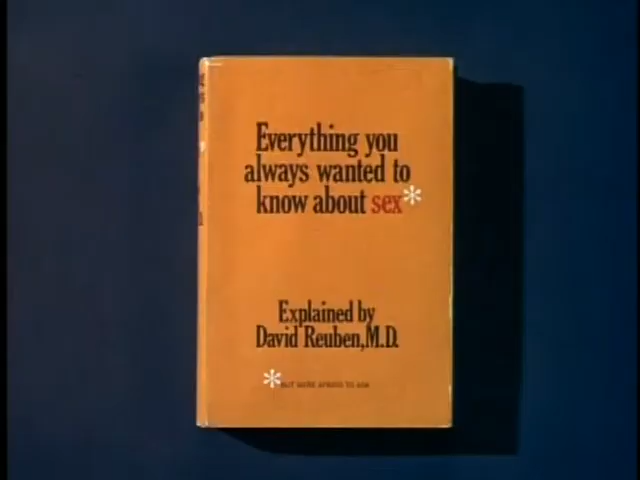 Everything you
always wanted to
know about sex*
Explained by
David Reuben, M.D.
*BUT WERE AFRAID TO ASK